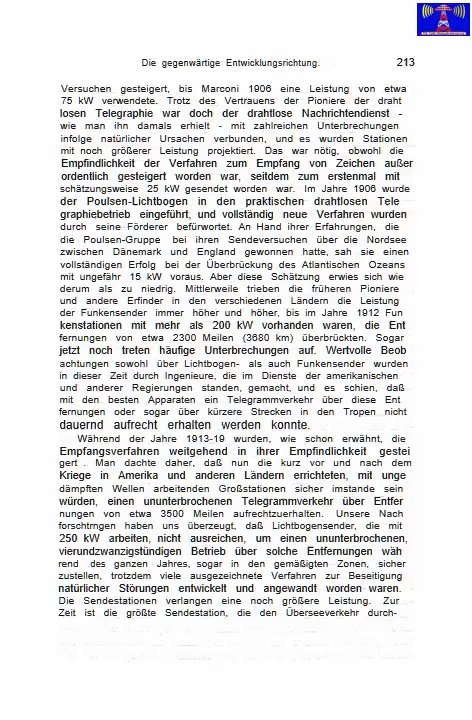 Die gegenwärtige Entwicklungsrichtung. 213
Versuchen gesteigert, bis Marconi 1906 eine Leistung von etwa
75 kW verwendete. Trotz des Vertrauens der Pioniere der draht
losen Telegraphie war doch der drahtlose Nachrichtendienst -
wie man ihn damals erhielt - mit zahlreichen Unterbrechungen
infolge natürlicher Ursachen verbunden, und es wurden Stationen
mit noch größerer Leistung projektiert. Das war nötig, obwohl die
Empfindlichkeit der Verfahren zum Empfang von Zeichen außer
ordentlich gesteigert worden war, seitdem zum erstenmal mit
schätzungsweise 25 kW gesendet worden war. Im Jahre 1906 wurde
der Poulsen-Lichtbogen in den praktischen drahtlosen Tele
graphiebetrieb eingeführt, und vollständig neue Verfahren wurden
durch seine Förderer befürwortet. An Hand ihrer Erfahrungen, die
die Poulsen-Gruppe bei ihren Sendeversuchen über die Nordsee
zwischen Dänemark und England gewonnen hatte, sah sie einen
vollständigen Erfolg bei der Überbrückung des Atlantischen Ozeans
mit ungefähr 15 kW voraus. Aber diese Schätzung erwies sich wie
derum als zu niedrig. Mittlerweile trieben die früheren Pioniere
und andere Erfinder in den verschiedenen Ländern die Leistung
der Funkensender immer höher und höher, bis im Jahre 1912 Fun
kenstationen mit mehr als 200 kW vorhanden waren, die Ent
fernungen von etwa 2300 Meilen (3680 km) überbrückten. Sogar
jetzt noch treten häufige Unterbrechungen auf. Wertvolle Beob
achtungen sowohl über Lichtbogen- als auch Funkensender wurden
in dieser Zeit durch Ingenieure, die im Dienste der amerikanischen
und anderer Regierungen standen, gemacht, und es schien, daß
mit den besten Apparaten ein Telegrammverkehr über diese Ent
fernungen oder sogar über kürzere Strecken in den Tropen nicht
dauernd aufrecht erhalten werden konnte.
Während der Jahre 1913-19 wurden, wie schon erwähnt, die
Empfangsverfahren weitgehend in ihrer Empfindlichkeit gestei
gert . Man dachte daher, daß nun die kurz vor und nach dem
Kriege in Amerika und anderen Ländern errichteten, mit unge
dämpften Wellen arbeitenden Großstationen sicher imstande sein
würden, einen ununterbrochenen Telegrammverkehr über Entfer
nungen von etwa 3500 Meilen aufrechtzuerhalten. Unsere Nach
forschtrngen haben uns überzeugt, daß Lichtbogensender, die mit
250 kW arbeiten, nicht ausreichen, um einen ununterbrochenen,
vierundzwanzigstündigen Betrieb über solche Entfernungen wäh
rend des ganzen Jahres, sogar in den gemäßigten Zonen, sicher
zustellen, trotzdem viele ausgezeichnete Verfahren zur Beseitigung
natürlicher Störungen entwickelt und angewandt worden waren.
Die Sendestationen verlangen eine noch größere Leistung. Zur
Zeit ist die größte Sendestation, die den Überseeverkehr durch-